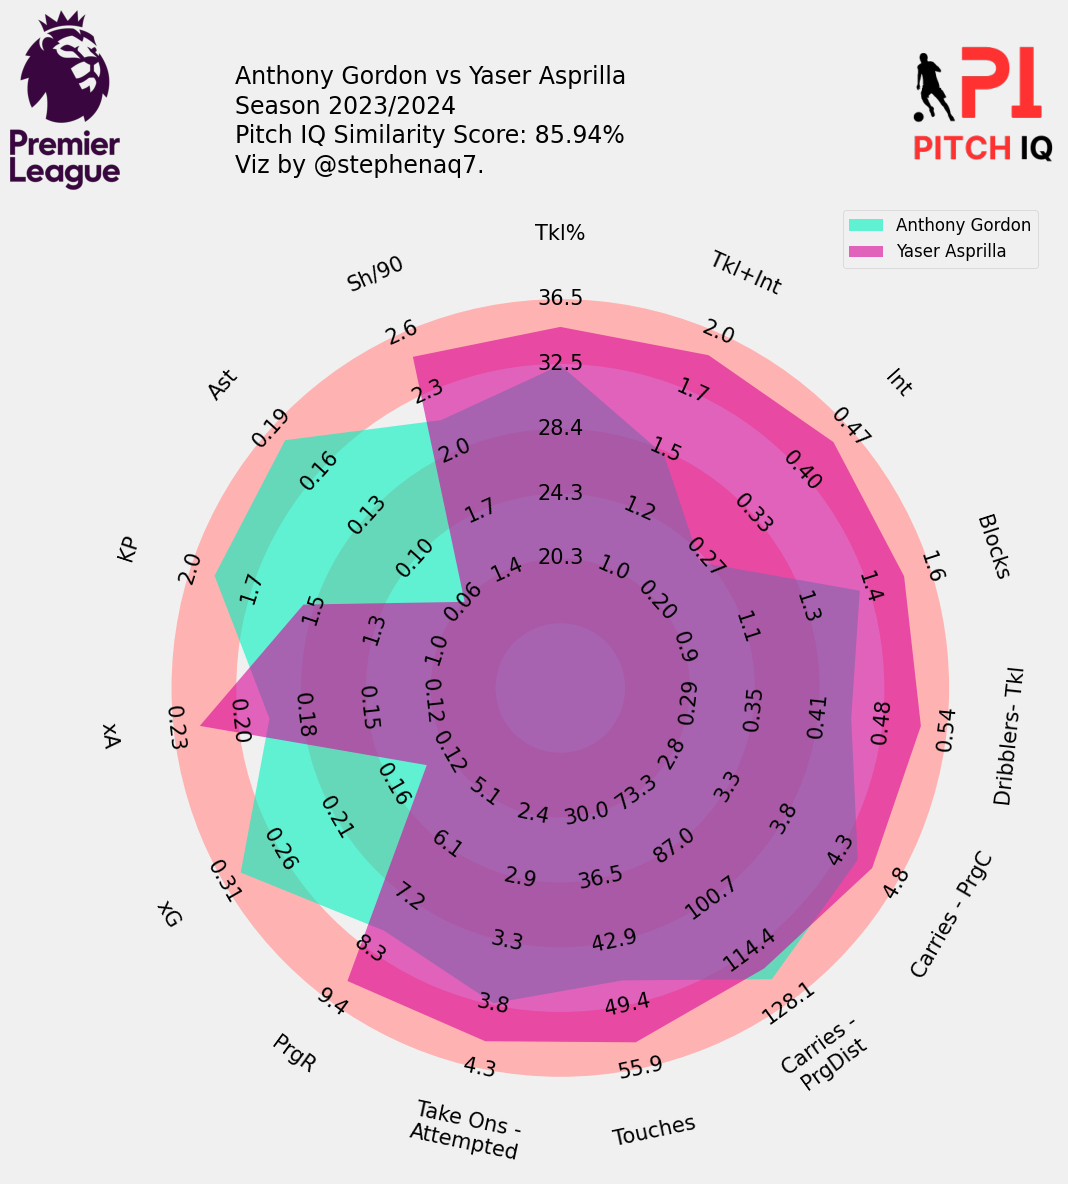 Premier
League
Anthony Gordon vs Yaser Asprilla
Season 2023/2024
Pitch IQ Similarity Score: 85.94%
Viz by @stephenaq7.
PI
PITCH IQ
Anthony Gordon
Yaser Asprilla
Tkl%
36.5
32.5
28.4
24.3
20.3
Tkl+Int
2.0
1.7
1.5
1.2
1.0
Int
0.47
0.40
0.33
0.27
0.20
Blocks
1.6
1.4
1.3
1.1
0.9
Dribblers- Tkl
0.54
0.48
0.41
0.35
0.29
Carries - PrgC
4.8
4.3
3.8
3.3
2.8
Carries -
PrgDist
128.1
114.4
100.7
87.0
73.3
Touches
55.9
49.4
42.9
36.5
30.0
Take Ons -
Attempted
4.3
3.8
3.3
2.9
2.4
PrgR
9.4
8.3
7.2
6.1
5.1
xG
0.31
0.26
0.21
0.16
0.12
xA
0.23
0.20
0.18
0.15
0.12
KP
2.0
1.7
1.5
1.3
1.0
Ast
0.19
0.16
0.13
0.10
0.06
Sh/90
2.6
2.3
2.0
1.7
1.4